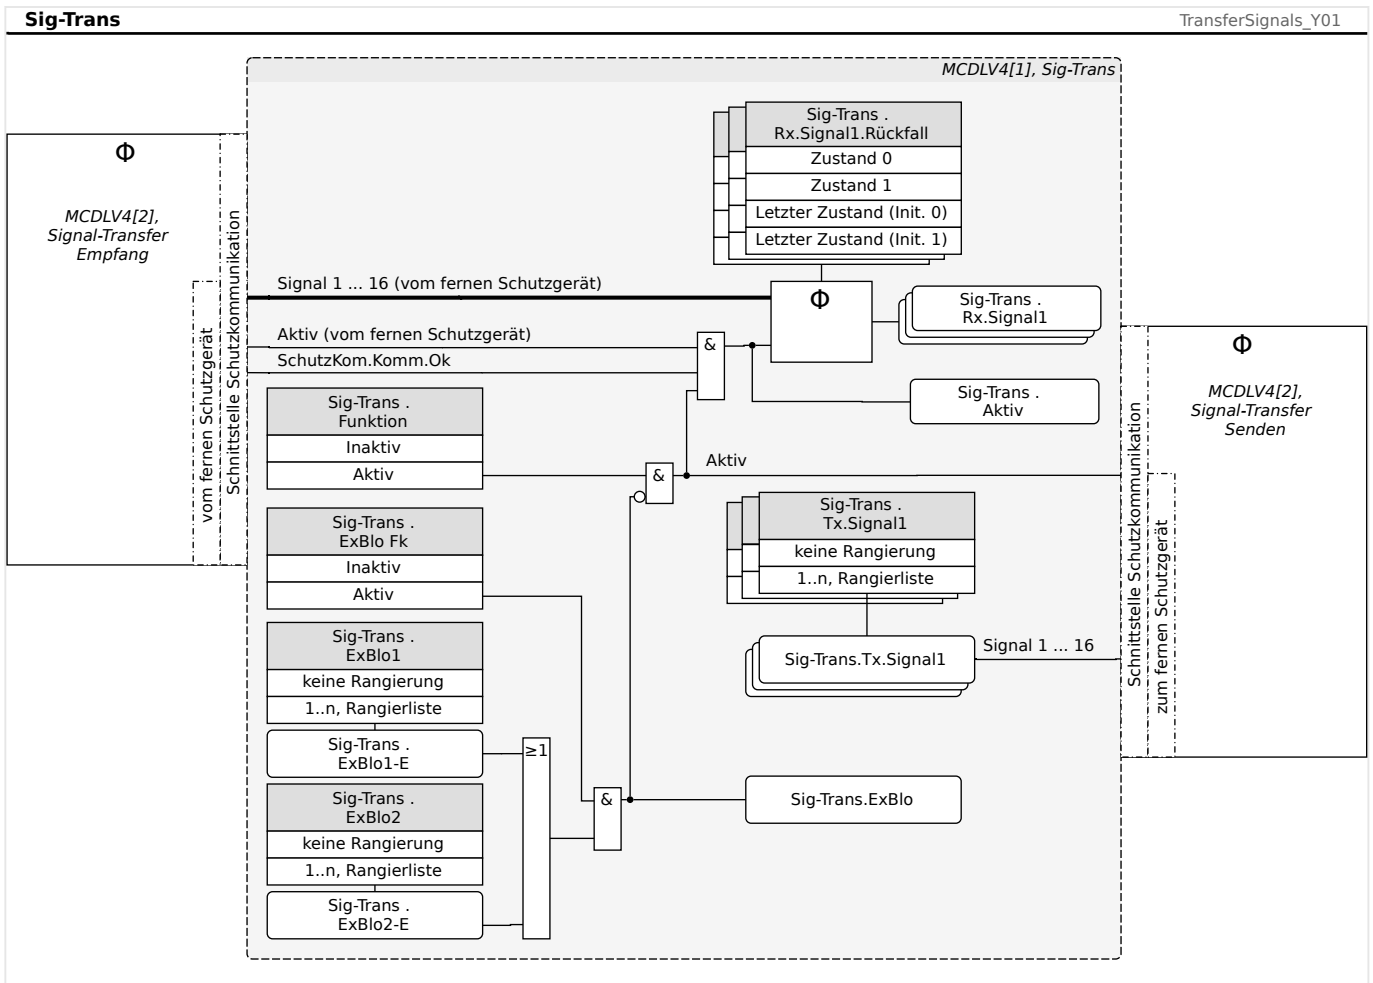 Sig-Trans
TransferSignals_Y01
MCDLV4[1], Sig-Trans
Φ
MCDLV4[2],
Signal-Transfer
Empfang
vom fernen Schutzgerät
Schnittstelle Schutzkommunikation
Sig-Trans .
Rx.Signal1.Rückfall
Zustand 0
Zustand 1
Letzter Zustand (Init. 0)
Letzter Zustand (Init. 1)
Signal 1 ... 16 (vom fernen Schutzgerät)
Φ
Sig-Trans .
Rx.Signal1
Aktiv (vom fernen Schutzgerät)
SchutzKom.Komm.Ok
&
Sig-Trans .
Aktiv
Sig-Trans .
Funktion
Inaktiv
Aktiv
&
Aktiv
Sig-Trans .
ExBlo Fk
Inaktiv
Aktiv
Sig-Trans .
Tx.Signal1
keine Rangierung
1..n, Rangierliste
Sig-Trans.Tx.Signal1
Signal 1 ... 16
Sig-Trans .
ExBlo1
keine Rangierung
1..n, Rangierliste
Sig-Trans .
ExBlo1-E
≥1
Sig-Trans .
ExBlo2
keine Rangierung
1..n, Rangierliste
Sig-Trans .
ExBlo2-E
&
Sig-Trans.ExBlo
Φ
MCDLV4[2],
Signal-Transfer
Senden
Schnittstelle Schutzkommunikation
zum fernen Schutzgerät